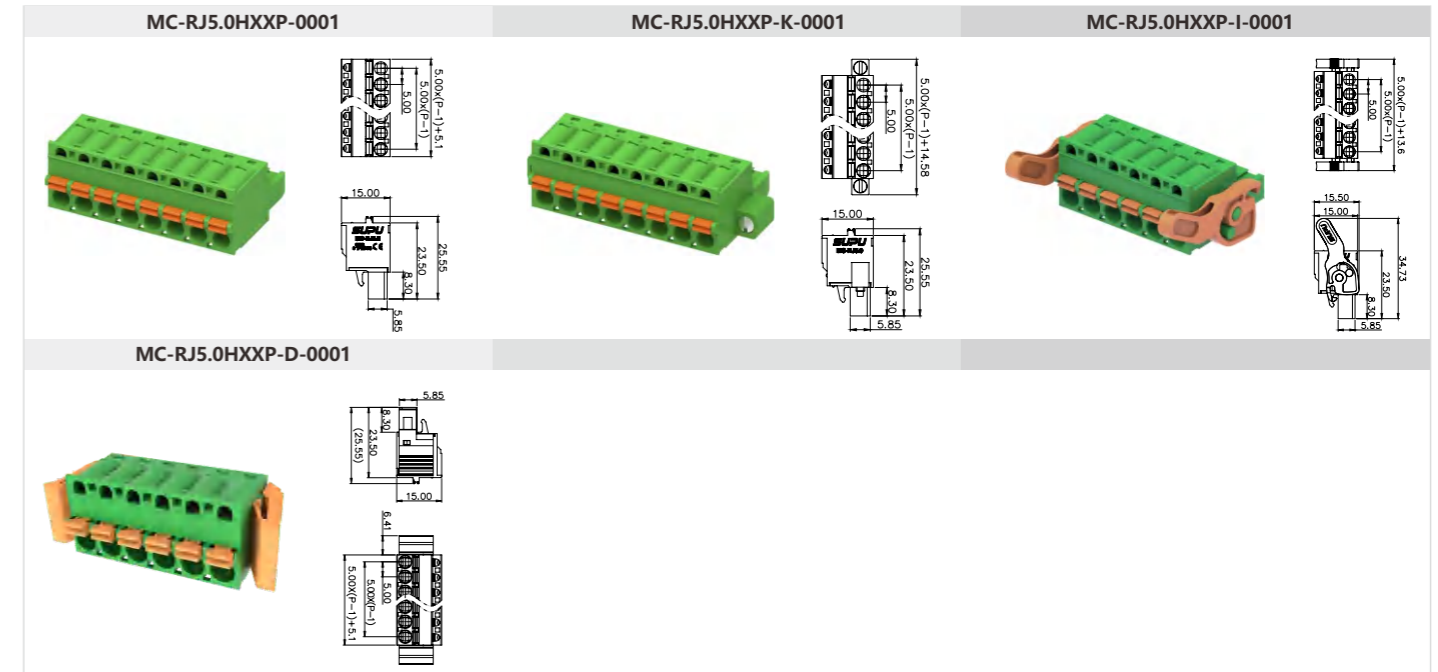 MC-RJ5.0HXXP-0001
MC-RJ5.0HXXP-K-0001
MC-RJ5.0HXXP-I-0001
5.00
5.00x(P-1)
5.00x(P-1)+5.1
15.00
SUPU
8.30
23.50
25.55
5.85
5.00
5.00x(P-1)
5.00x(P-1)+14.58
15.00
SUPU
8.30
23.50
25.55
5.85
5.00
5.00x(P-1)
5.00x(P-1)+13.6
15.50
15.00
8.30
23.50
34.73
5.85
MC-RJ5.0HXXP-D-0001
5.85
8.30
23.50
(25.55)
15.00
6.41
5.00
5.00X(P-1)
5.00X(P-1)+5.1